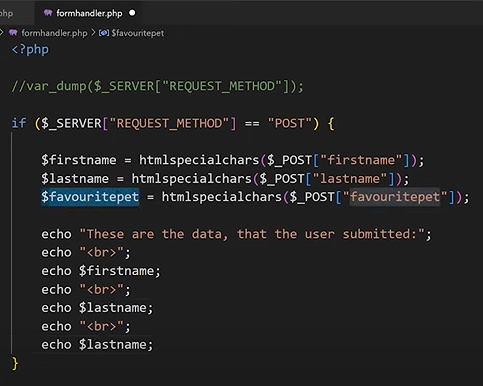 php
formhandler.php
formhandler.php > $favouritepet
<?php
//var_dump($_SERVER["REQUEST_METHOD"]);
if ($_SERVER["REQUEST_METHOD"] == "POST") {
$firstname = htmlspecialchars($_POST["firstname"]);
$lastname = htmlspecialchars($_POST["lastname"]);
$favouritepet = htmlspecialchars($_POST["favouritepet"]);
echo "These are the data, that the user submitted:";
echo "<br>";
echo $firstname;
echo "<br>";
echo $lastname;
echo "<br>";
echo $lastname;
}